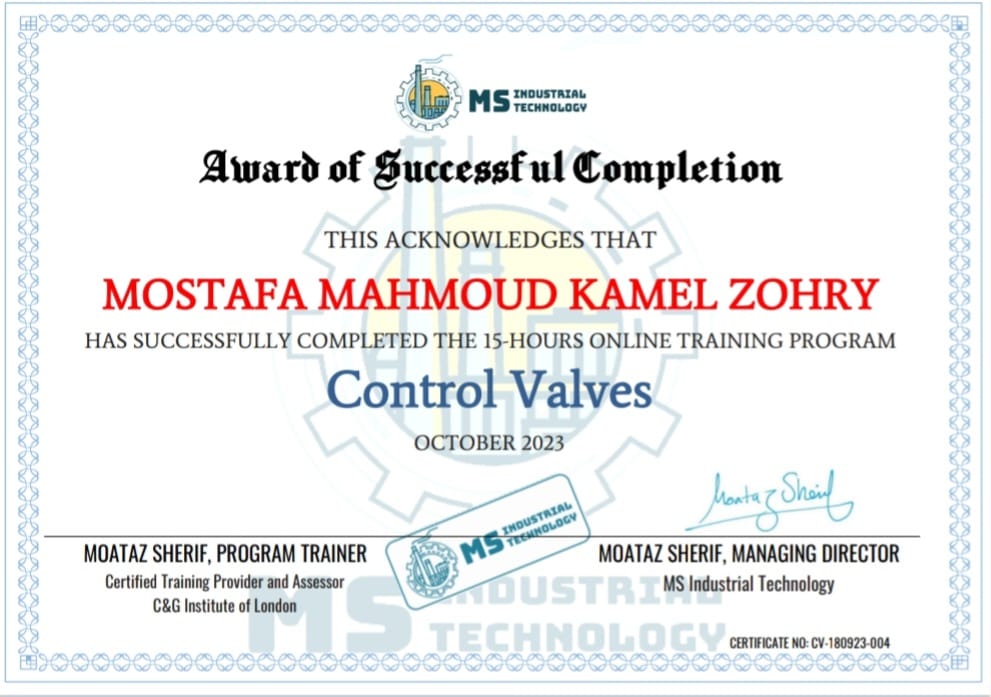 MS INDUSTRIAL
TECHNOLOGY
Award of Successful Completion
THIS ACKNOWLEDGES THAT
MOSTAFA MAHMOUD KAMEL ZOHRY
HAS SUCCESSFULLY COMPLETED THE 15-HOURS ONLINE TRAINING PROGRAM
Control Valves
OCTOBER 2023
Moataz Sherif
MOATAZ SHERIF, PROGRAM TRAINER
Certified Training Provider and Assessor
C&G Institute of London
MS INDUSTRIAL
TECHNOLOGY
MOATAZ SHERIF, MANAGING DIRECTOR
MS Industrial Technology
MS INDUSTRIAL
TECHNOLOGY
CERTIFICATE NO: CV-180923-004